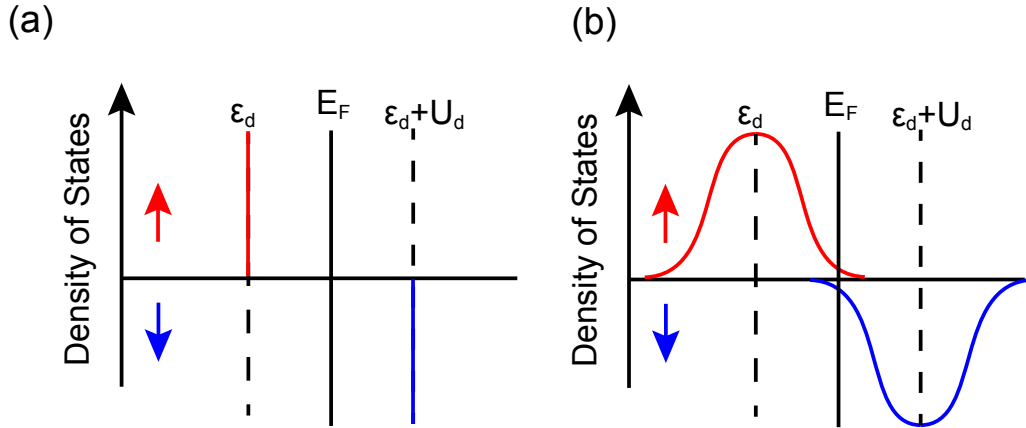 (a)
(b)
Density of States
εd
EF
εd+Ud
Density of States
εd
EF
εd+Ud